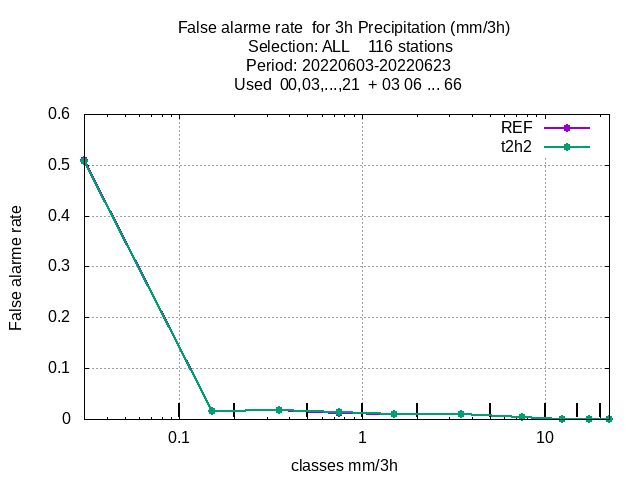 False alarme rate  for 3h Precipitation (mm/3h)
Selection: ALL    116 stations
Period: 20220603-20220623
Used  00,03,...,21  + 03 06 ... 66
REF
t2h2
0.6
0.5
0.4
0.3
0.2
0.1
0
False alarme rate
0.1
1
10
classes mm/3h